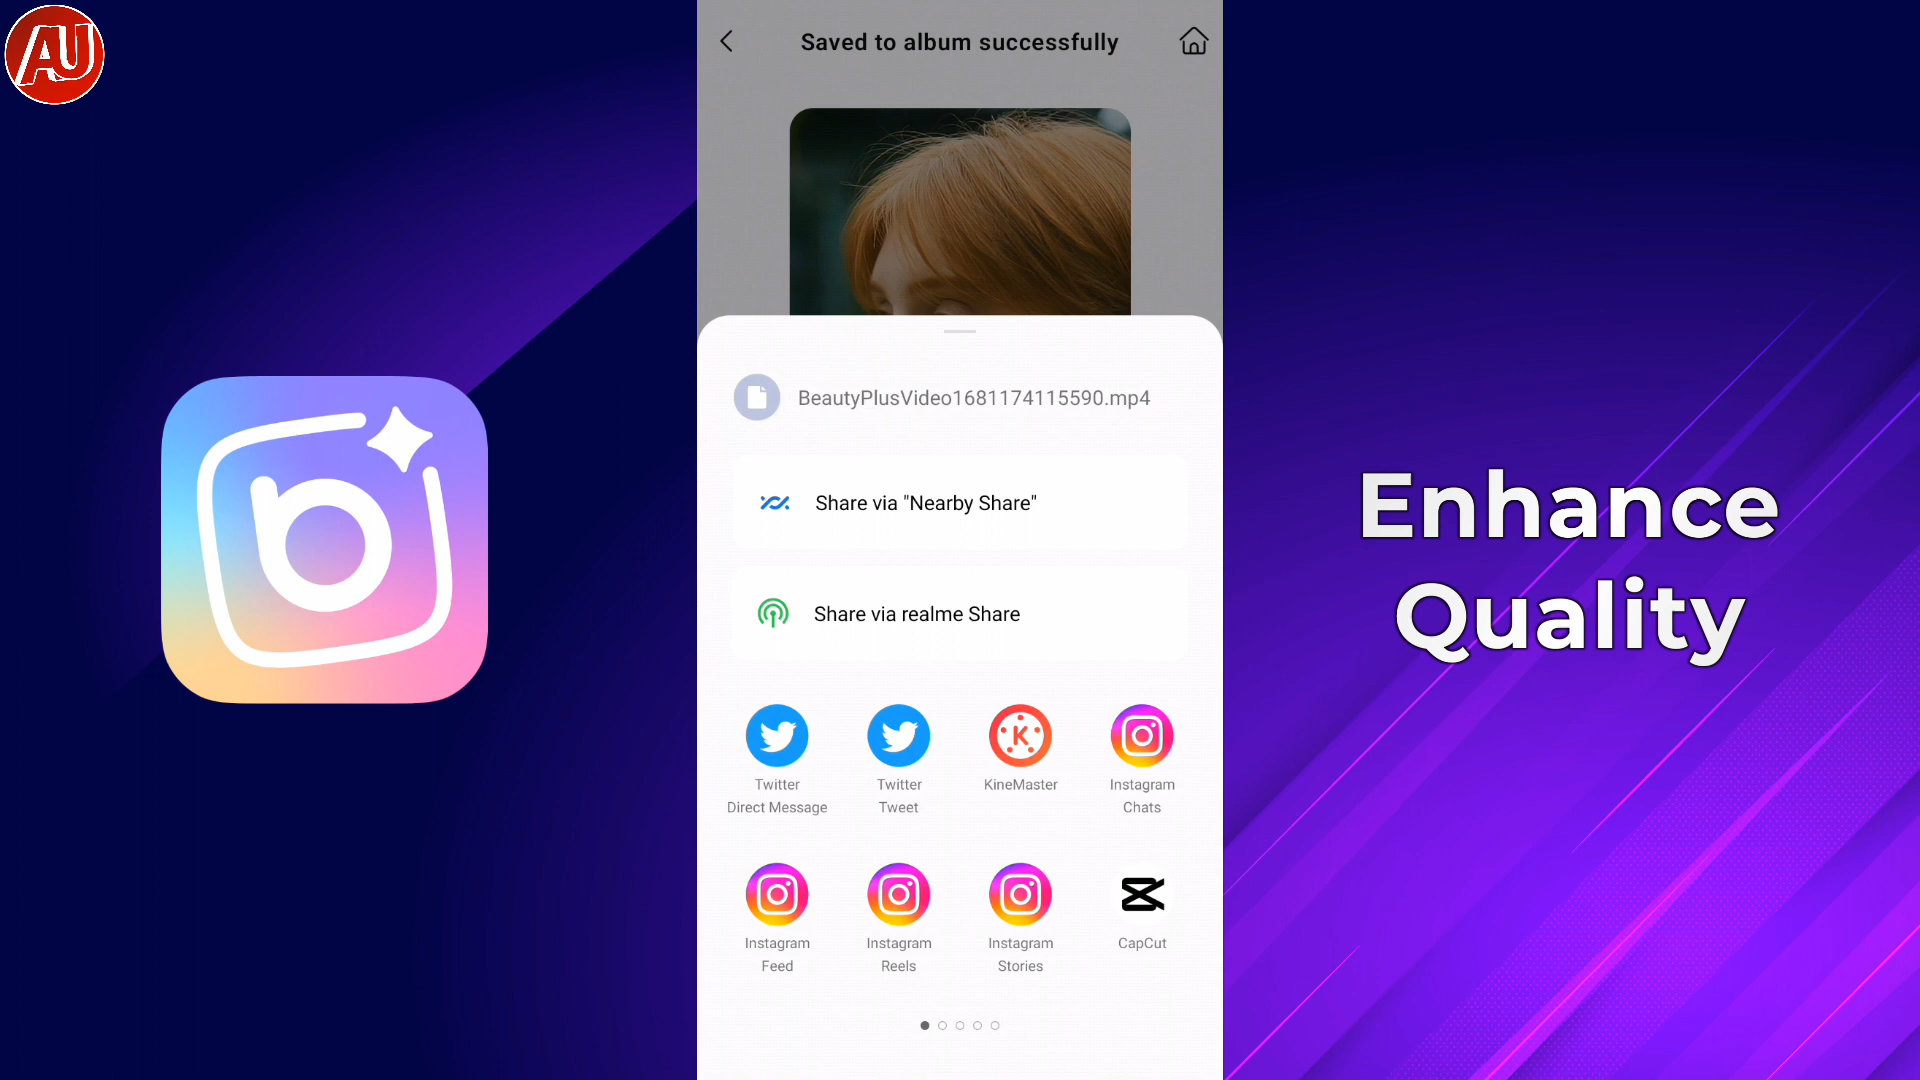 AU
Saved to album successfully
BeautyPlusVideo1681174115590.mp4
Share via "Nearby Share"
Share via realme Share
Twitter
Direct Message
Twitter
Tweet
KineMaster
Instagram
Chats
Instagram
Feed
Instagram
Reels
Instagram
Stories
CapCut
Enhance
Quality